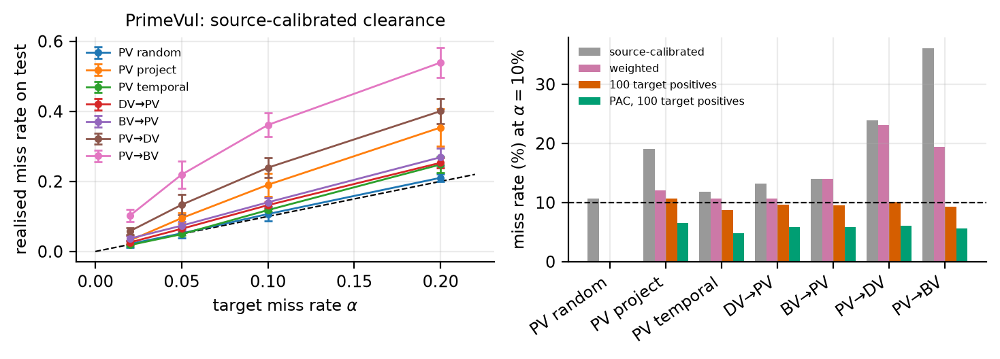 PrimeVul: source-calibrated clearance
realised miss rate on test
0.6
0.4
0.2
0.0
PV random
PV project
PV temporal
DV→PV
BV→PV
PV→DV
PV→BV
0.00 0.05 0.10 0.15 0.20
target miss rate α
miss rate (%) at α = 10%
30
20
10
0
source-calibrated
weighted
100 target positives
PAC, 100 target positives
PV random
PV project
PV temporal
DV→PV
BV→PV
PV→DV
PV→BV